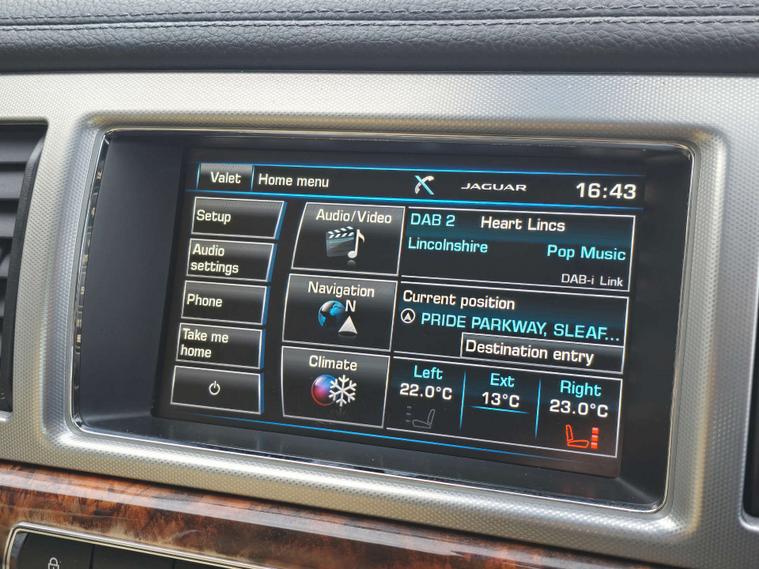 Valet
Home menu
JAGUAR
16:43
Setup
Audio
settings
Phone
Take me
home
Audio/Video
DAB 2 Heart Lincs
Lincolnshire Pop Music
DAB-i Link
Navigation
N
Current position
PRIDE PARKWAY, SLEAF...
Destination entry
Climate
Left
22.0°C
Ext
13°C
Right
23.0°C